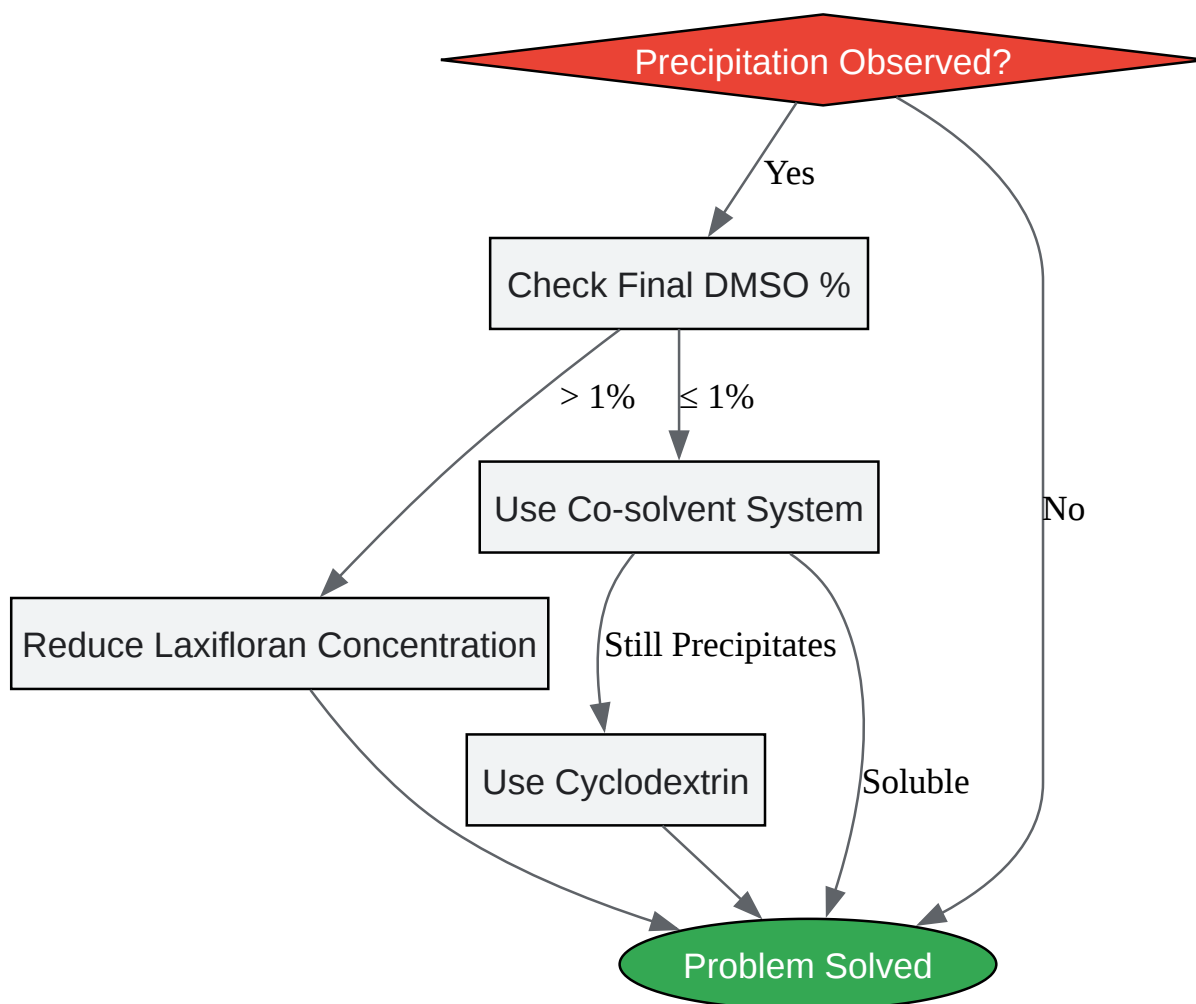 Precipitation Observed?
Yes
Check Final DMSO %
> 1%
≤ 1%
Use Co-solvent System
No
Reduce Laxifloran Concentration
Still Precipitates
Use Cyclodextrin
Soluble
Problem Solved